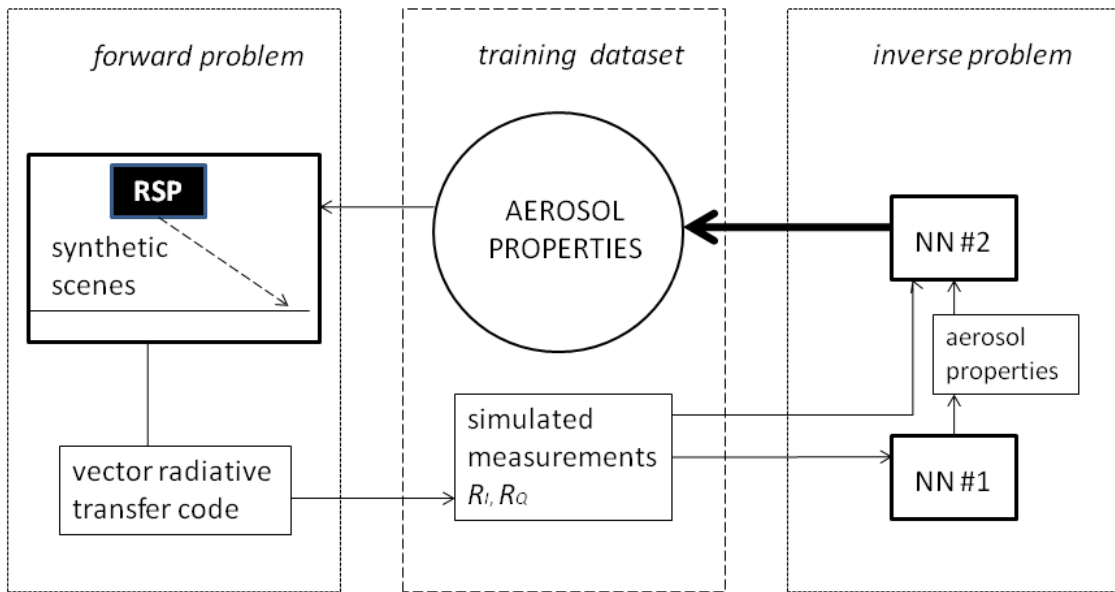 forward problem
training dataset
inverse problem
RSP
synthetic
scenes
AEROSOL
PROPERTIES
NN #2
aerosol
properties
simulated
measurements
RI, RQ
vector radiative
transfer code
NN #1